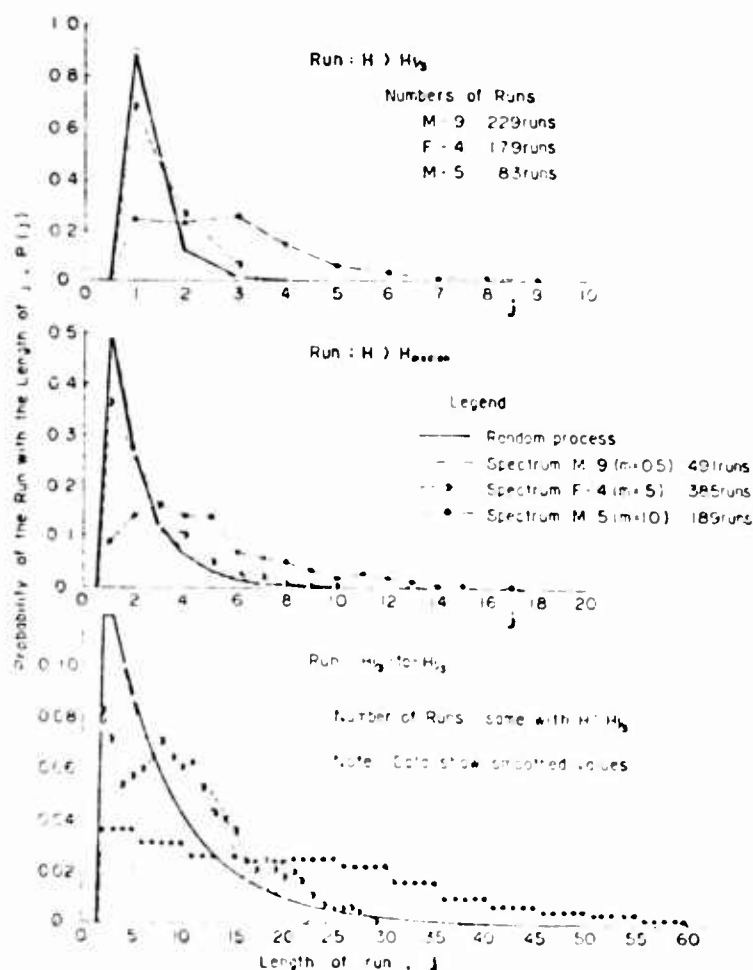 Probability of the Run with the Length of j, P(j)
1.0
0.8
0.6
0.4
0.2
0
Run : H > H1/3
Numbers of Runs
M-9 229runs
F-4 179runs
M-5 83runs
0 1 2 3 4 5 6 7 8 9 10
j
0.5
0.4
0.3
0.2
0.1
0
Run : H > H
Legend
Random process
Spectrum M-9 (m=0.5) 491runs
Spectrum F-4 (m=5) 385runs
Spectrum M-5 (m=10) 189runs
0 2 4 6 8 10 12 14 16 18 20
j
0.10
0.08
0.06
0.04
0.02
0
Run : H1/3 -to- H1/3
Number of Runs same with H > H1/3
Note: Data show smoothed values
0 5 10 15 20 25 30 35 40 45 50 55 60
Length of run, j